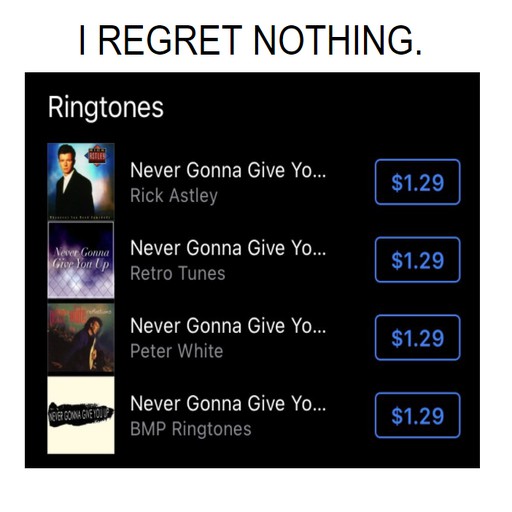 I REGRET NOTHING.
Ringtones
ASTLEY
Never Gonna Give Yo...
Rick Astley
$1.29
Never Gonna
Give You Up
Never Gonna Give Yo...
Retro Tunes
$1.29
Never Gonna Give Yo...
Peter White
$1.29
NEVER GONNA GIVE YOU UP
Never Gonna Give Yo...
BMP Ringtones
$1.29